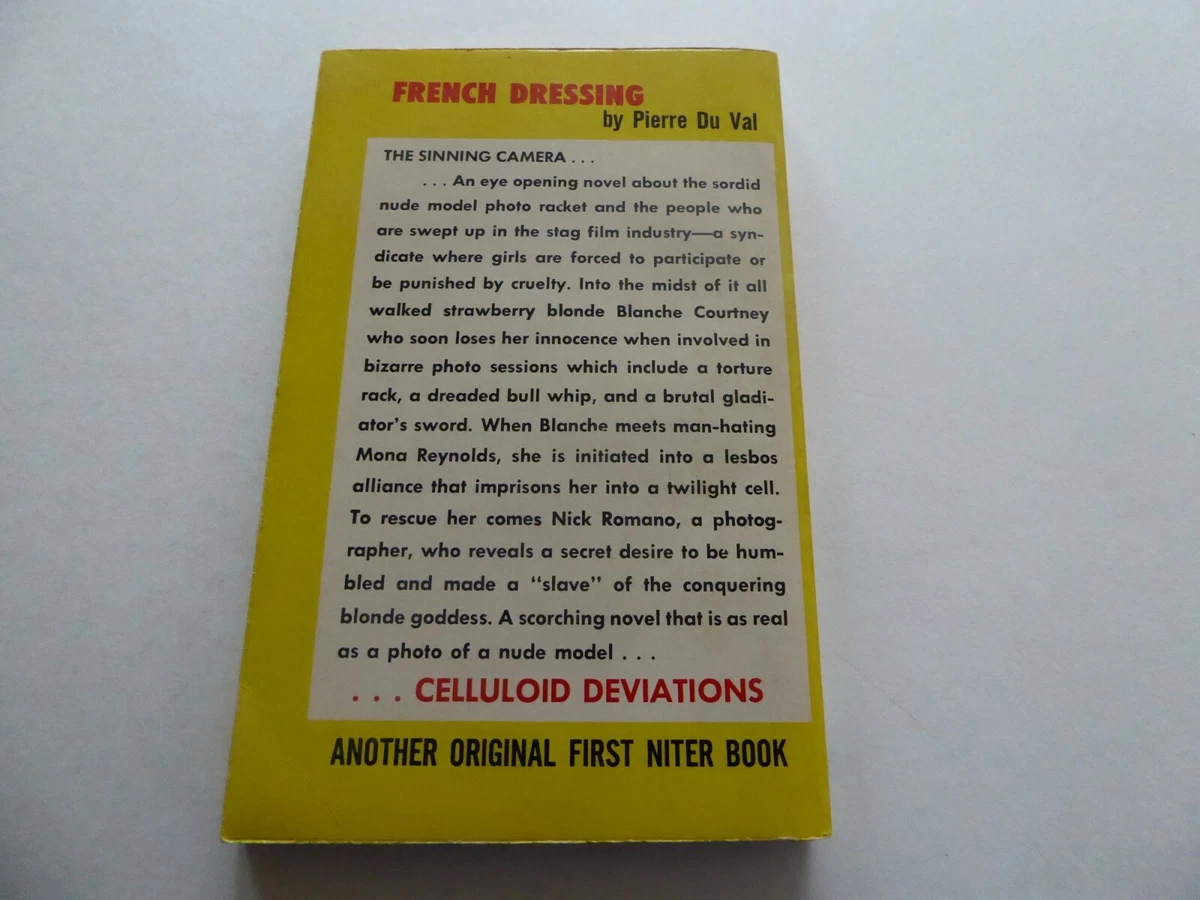 FRENCH DRESSING
by Pierre Du Val
THE SINNING CAMERA . . .
. . . An eye opening novel about the sordid
nude model photo racket and the people who
are swept up in the stag film industry—a syn-
dicate where girls are forced to participate or
be punished by cruelty. Into the midst of it all
walked strawberry blonde Blanche Courtney
who soon loses her innocence when involved in
bizarre photo sessions which include a torture
rack, a dreaded bull whip, and a brutal gladi-
ator's sword. When Blanche meets man-hating
Mona Reynolds, she is initiated into a lesbos
alliance that imprisons her into a twilight cell.
To rescue her comes Nick Romano, a photog-
rapher, who reveals a secret desire to be hum-
bled and made a "slave" of the conquering
blonde goddess. A scorching novel that is as real
as a photo of a nude model . . .
. . . CELLULOID DEVIATIONS
ANOTHER ORIGINAL FIRST NITER BOOK